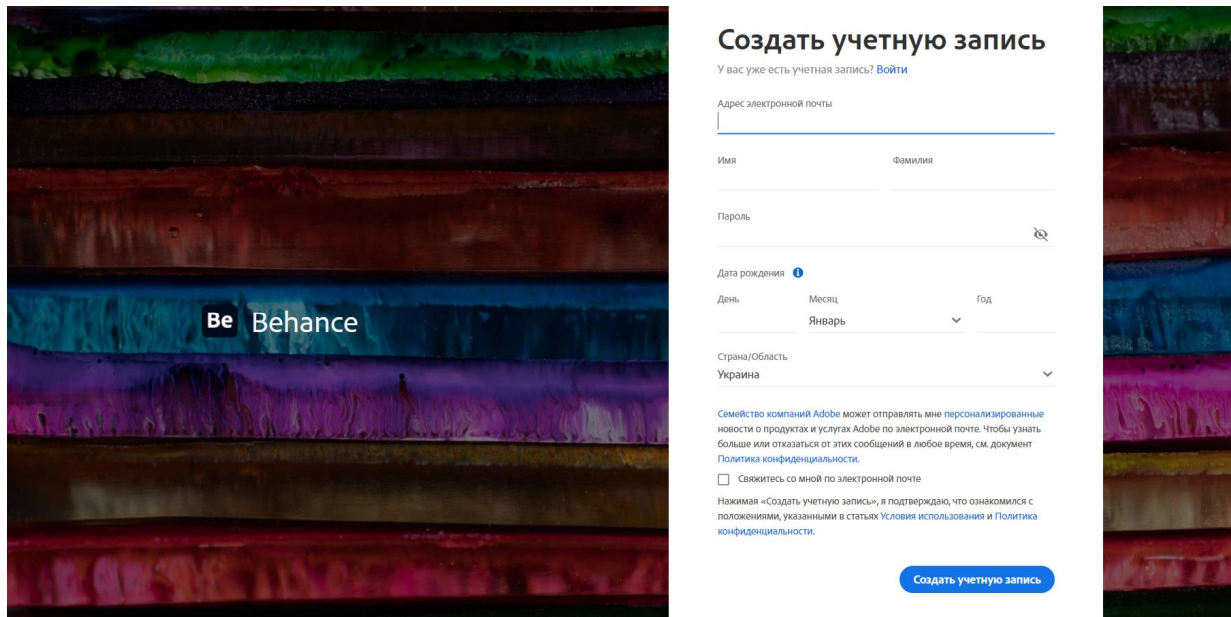 Be Behance
Создать учетную запись
У вас уже есть учетная запись? Войти
Адрес электронной почты
Имя Фамилия
Пароль
Дата рождения
День Месяц Год
Январь
Страна/Область
Украина
Семейство компаний Adobe может отправлять мне персонализированные
новости о продуктах и услугах Adobe по электронной почте. Чтобы узнать
больше или отказаться от этих сообщений в любое время, см. документ
Политика конфиденциальности.
Свяжитесь со мной по электронной почте
Нажимая «Создать учетную запись», я подтверждаю, что ознакомился с
положениями, указанными в статьях Условия использования и Политика
конфиденциальности.
Создать учетную запись